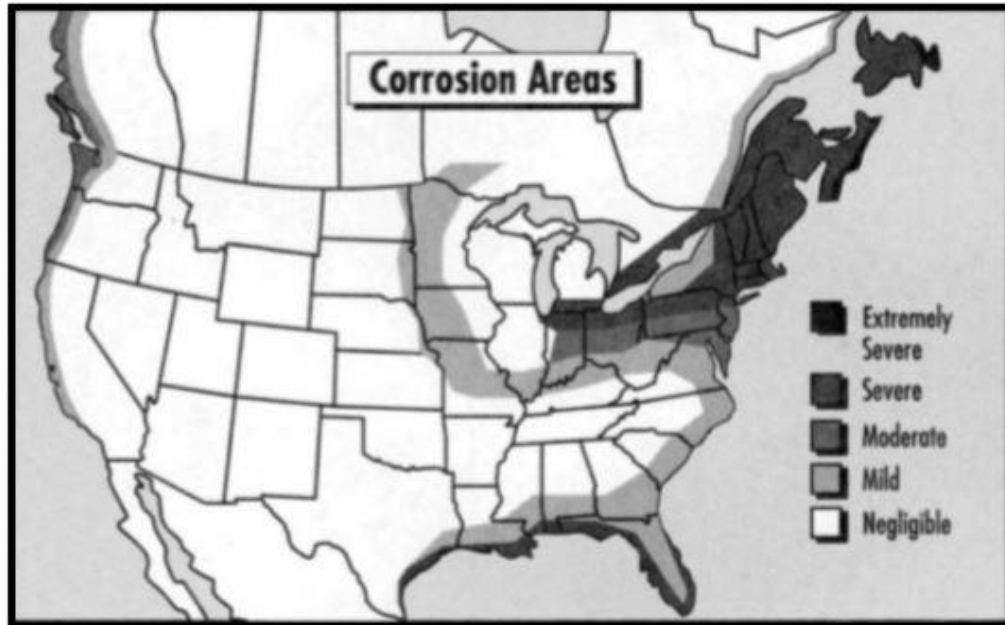 Corrosion Areas
Extremely
Severe
Severe
Moderate
Mild
Negligible